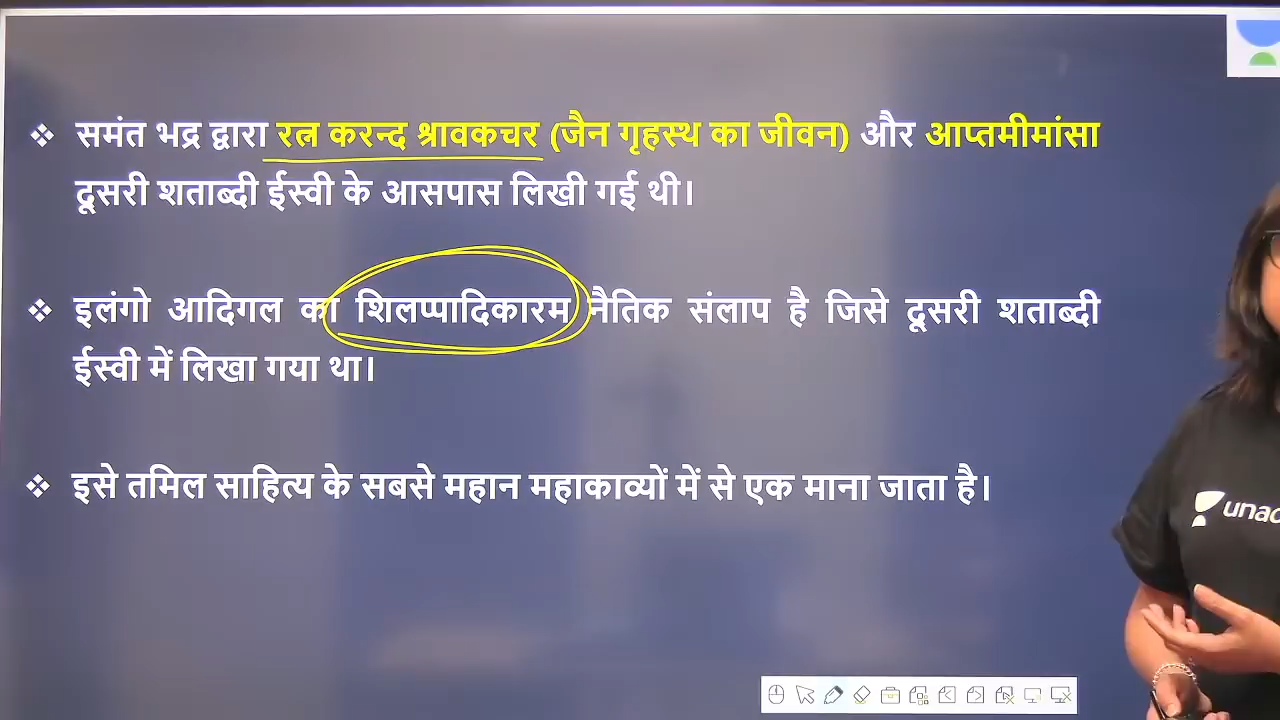 ❖ समंत भद्र द्वारा रत्न करन्द श्रावकचर (जैन गृहस्थ का जीवन) और आप्तमीमांसा
दूसरी शताब्दी ईस्वी के आसपास लिखी गई थी।
❖ इलंगो आदिगल का शिलप्पादिकारम नैतिक संलाप है जिसे दूसरी शताब्दी
ईस्वी में लिखा गया था।
❖ इसे तमिल साहित्य के सबसे महान महाकाव्यों में से एक माना जाता है।